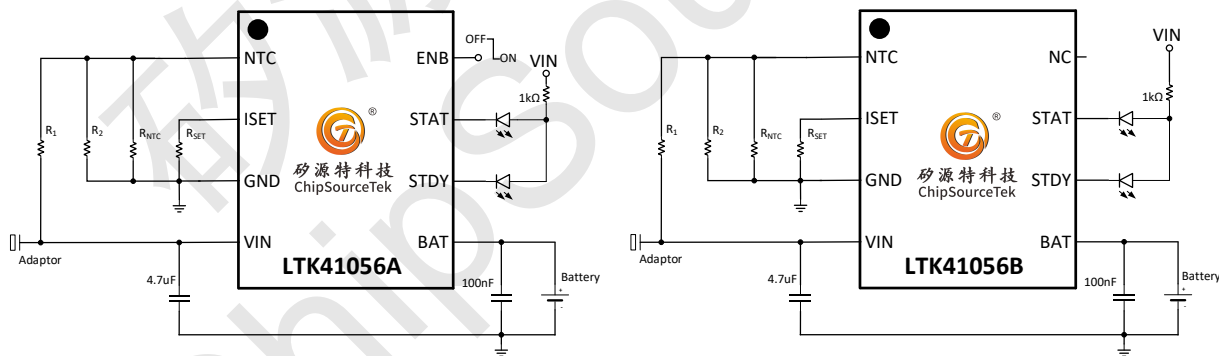 NTC
ISET
GND
VIN
ENB
STAT
STDY
BAT
OFF
ON
VIN
1kΩ
R1
R2
RNTC
RSET
®
矽源特科技
ChipSourceTek
LTK41056A
Adaptor
4.7uF
100nF
Battery
+
-
NTC
ISET
GND
VIN
NC
STAT
STDY
BAT
VIN
1kΩ
R1
R2
RNTC
RSET
®
矽源特科技
ChipSourceTek
LTK41056B
Adaptor
4.7uF
100nF
Battery
+
-